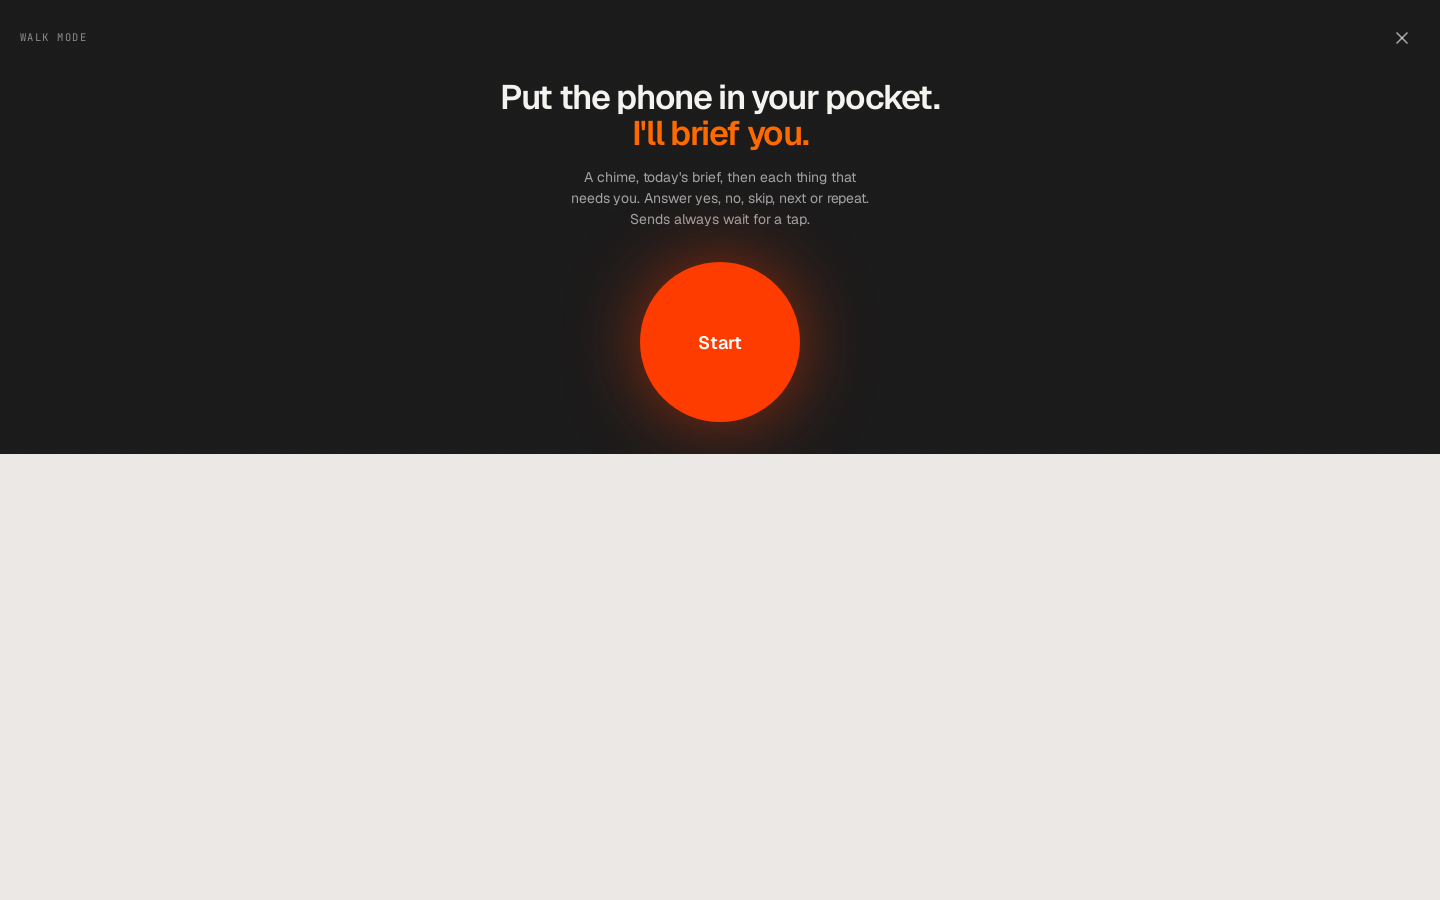 WALK MODE
Put the phone in your pocket.
I'll brief you.
A chime, today's brief, then each thing that
needs you. Answer yes, no, skip, next or repeat.
Sends always wait for a tap.
Start